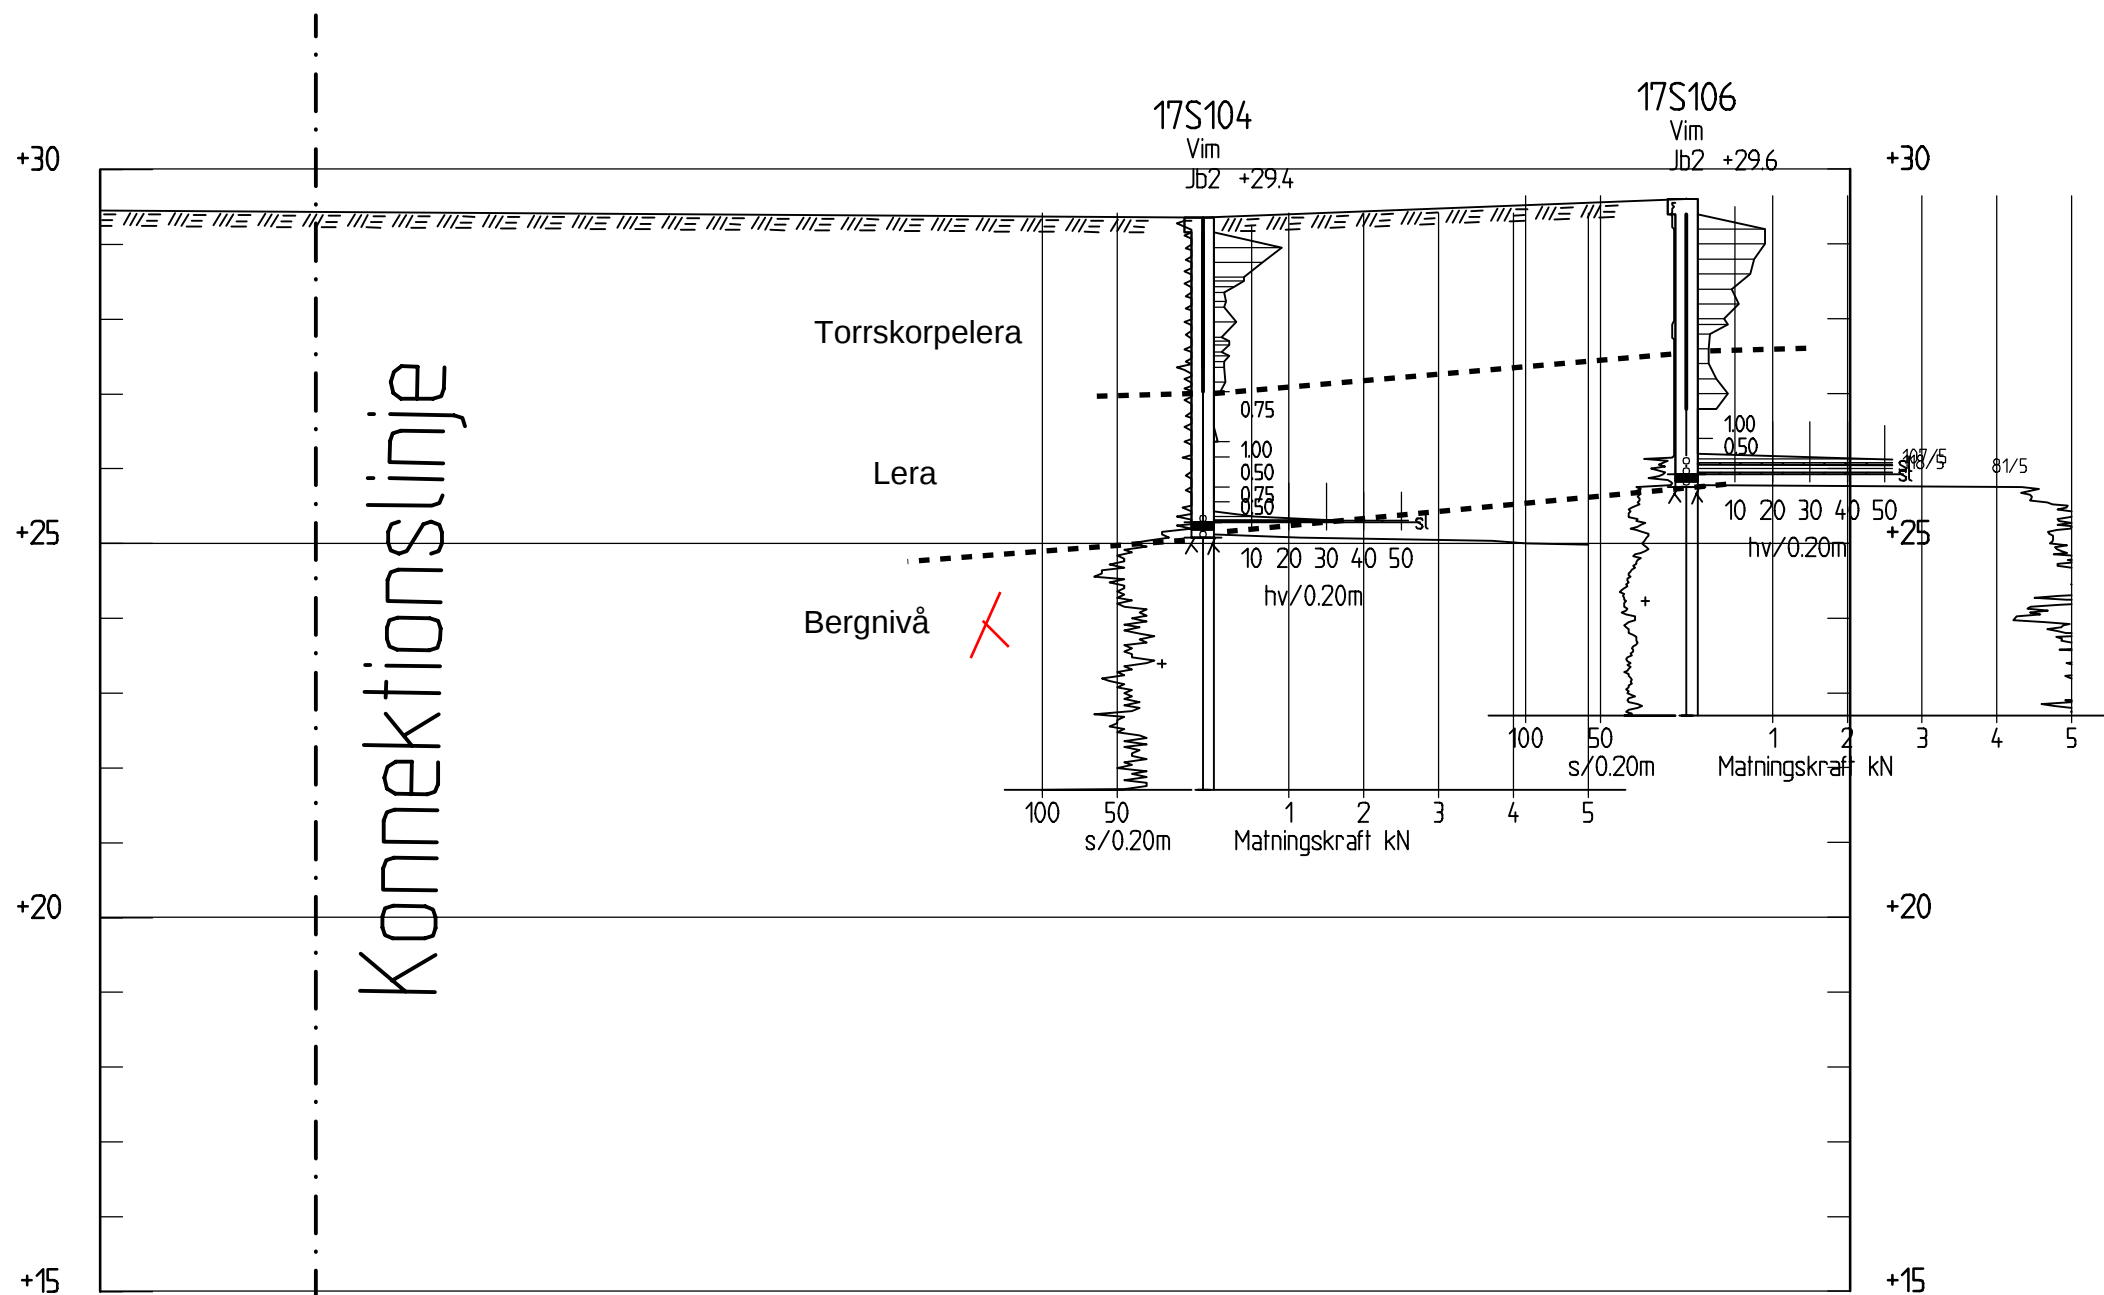 17S104
Vim
Jb2 +29.4
17S106
Vim
Jb2 +29.6
+30
+30
Torrskorpelera
Konnektionslinje
0.75
1.00
0.50
Lera
1.00
0.50
0.75
0.50
sl
107/5
sl
81/5
10 20 30 40 50
hv/0.20m
+25
+25
10 20 30 40 50
hv/0.20m
Bergnivå
100 50
s/0.20m
1 2 3 4 5
Matningskraft kN
100 50
s/0.20m
1 2 3 4 5
Matningskraft kN
+20
+20
+15
+15